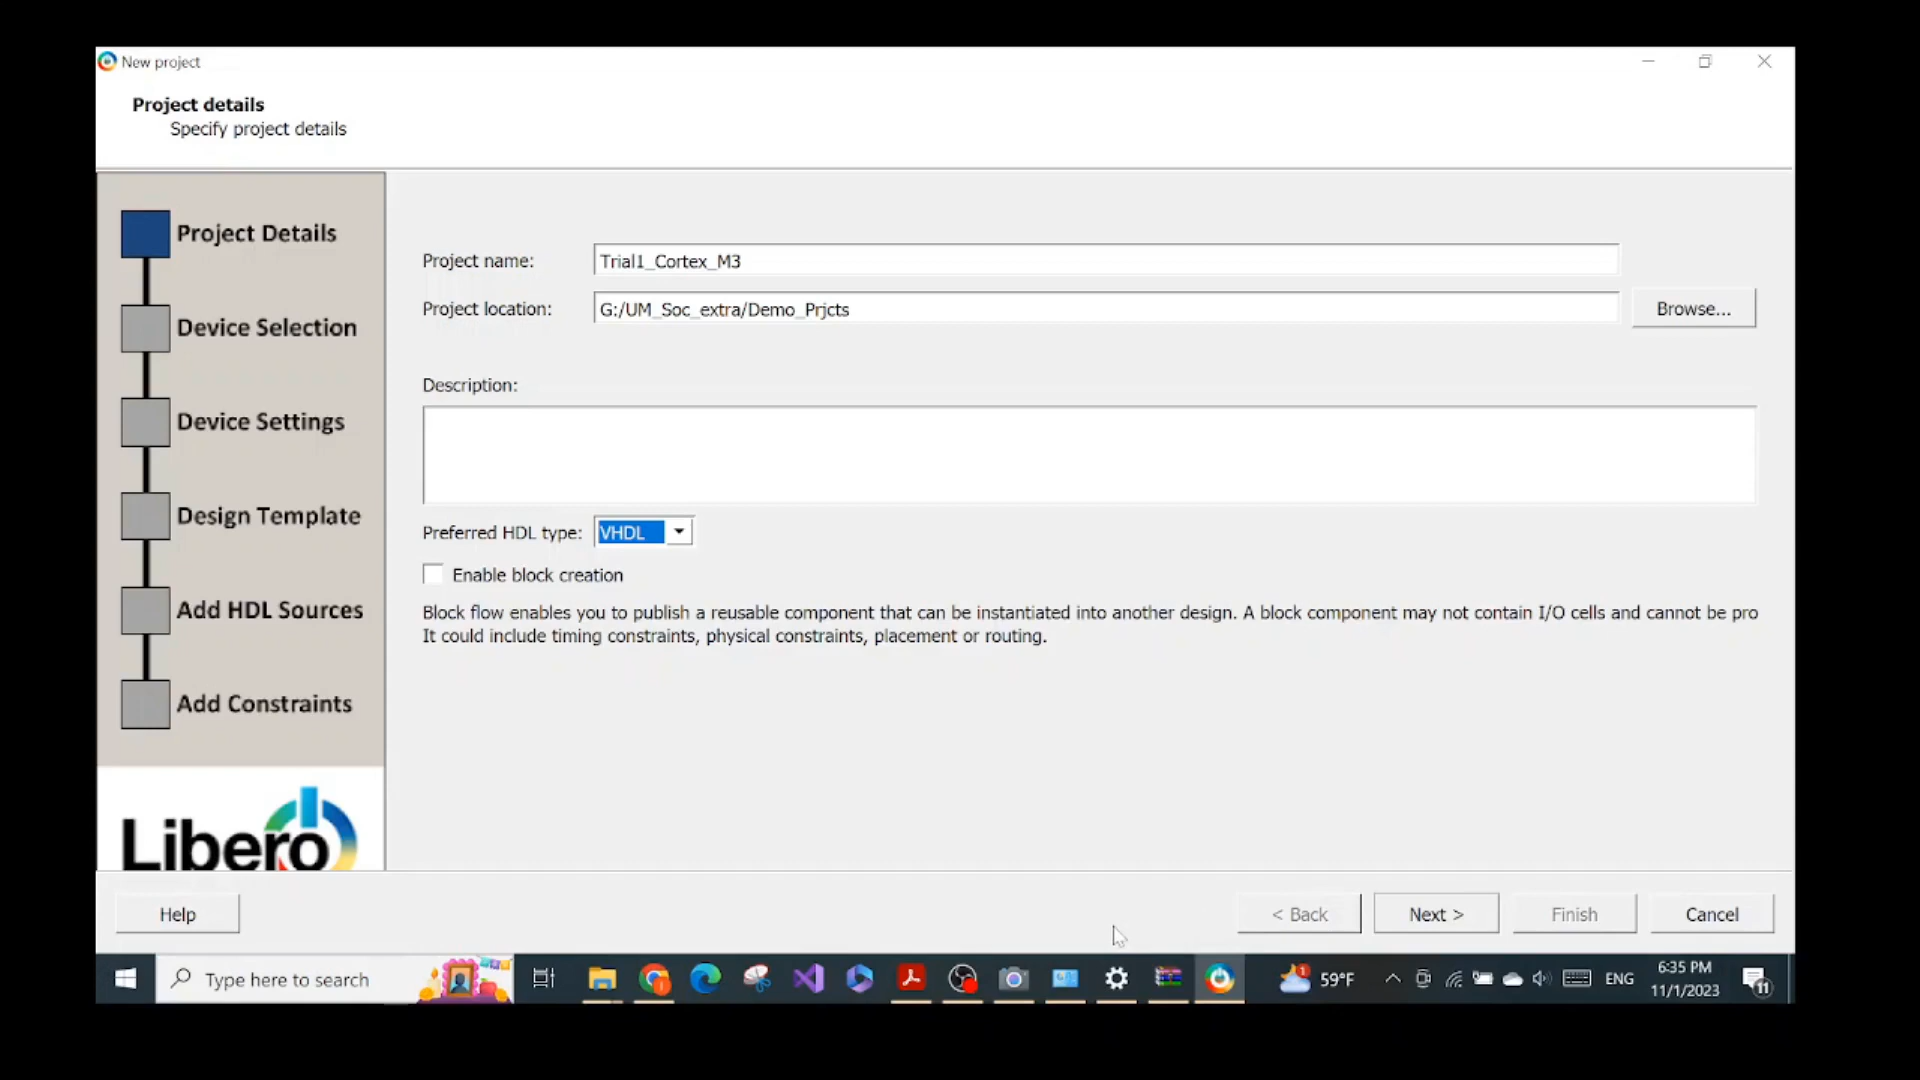 New project
Project details
Specify project details
Project Details
Device Selection
Device Settings
Design Template
Add HDL Sources
Add Constraints
Libero
Project name: Trial1_Cortex_M3
Project location: G:/UM_Soc_extra/Demo_Prjcts Browse...
Description:
Preferred HDL type: VHDL
Enable block creation
Block flow enables you to publish a reusable component that can be instantiated into another design. A block component may not contain I/O cells and cannot be pro
It could include timing constraints, physical constraints, placement or routing.
Help < Back Next > Finish Cancel
Type here to search 1 59°F ENG 6:35 PM
11/1/2023 11